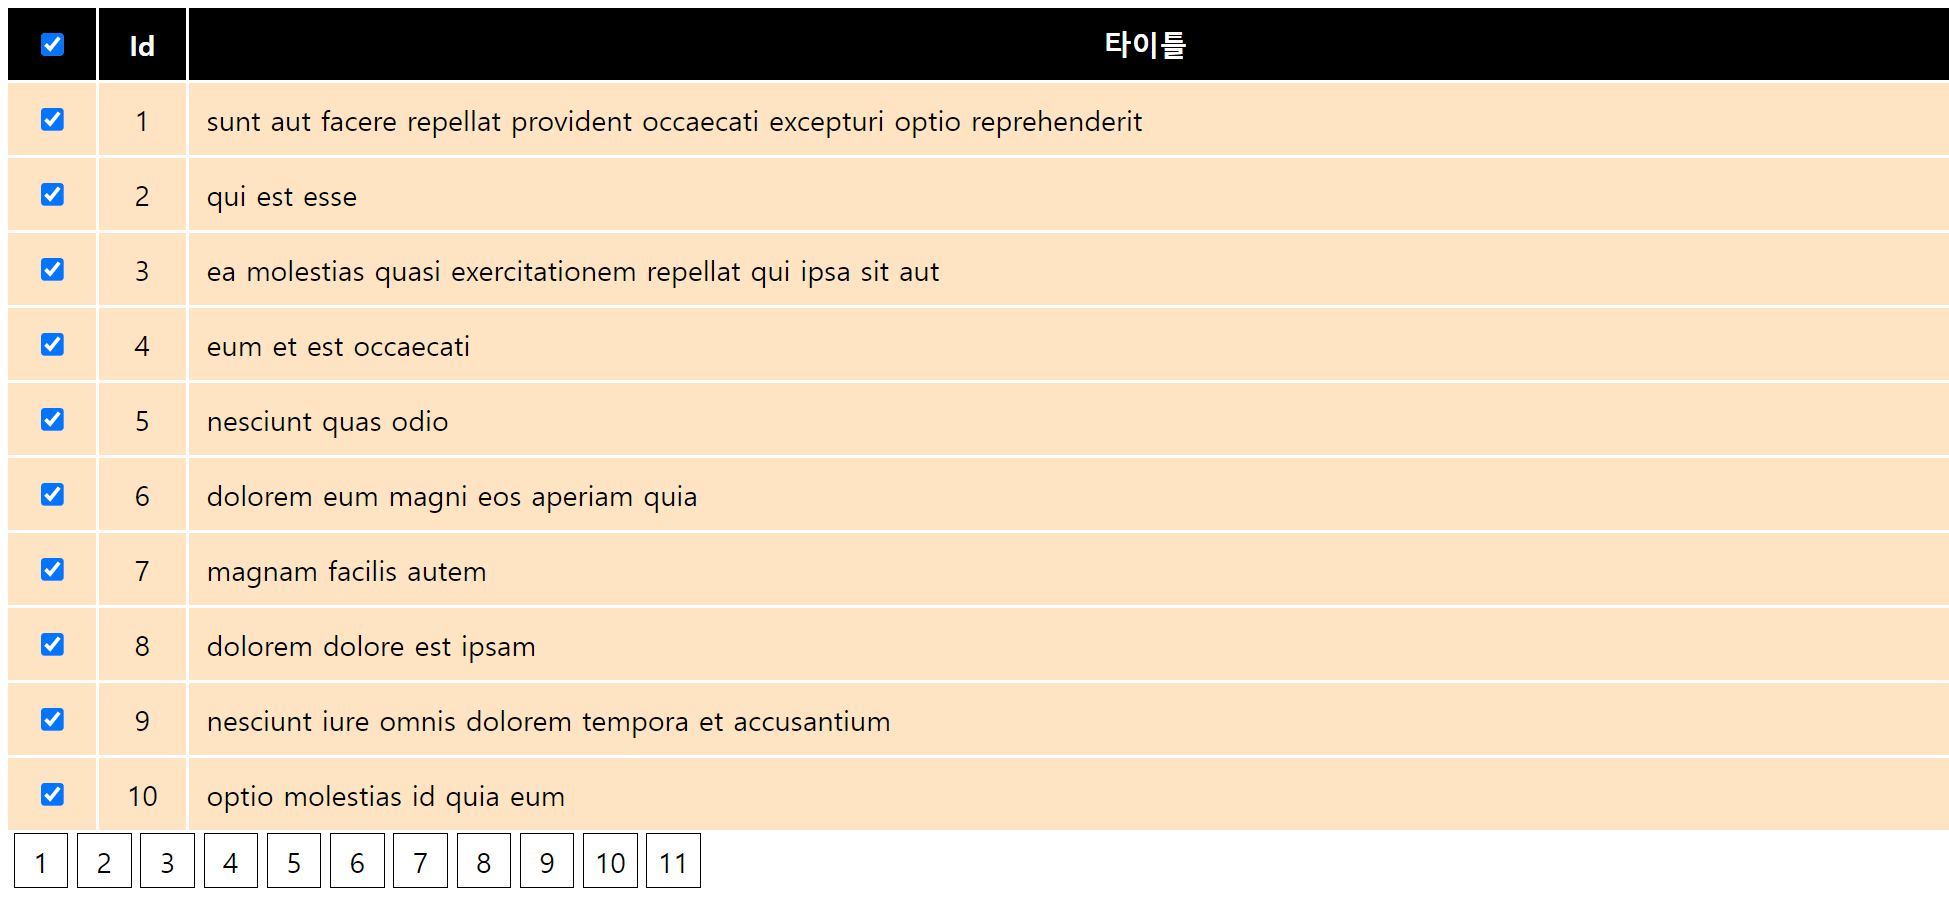 Id 타이틀
1 sunt aut facere repellat provident occaecati excepturi optio reprehenderit
2 qui est esse
3 ea molestias quasi exercitationem repellat qui ipsa sit aut
4 eum et est occaecati
5 nesciunt quas odio
6 dolorem eum magni eos aperiam quia
7 magnam facilis autem
8 dolorem dolore est ipsam
9 nesciunt iure omnis dolorem tempora et accusantium
10 optio molestias id quia eum
1 2 3 4 5 6 7 8 9 10 11